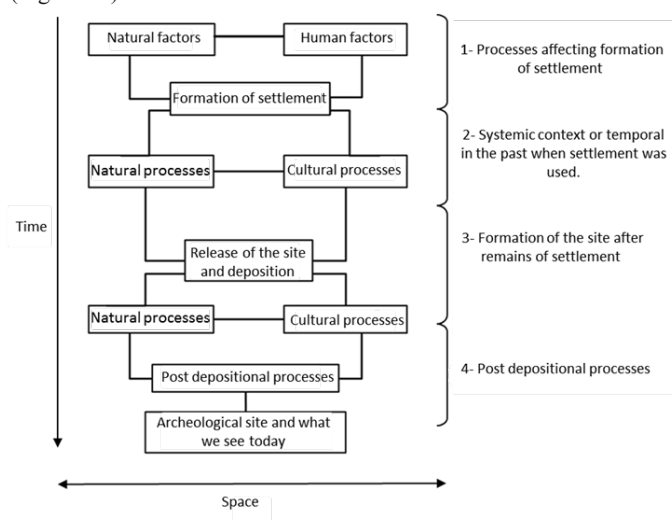 Natural factors
Human factors
1- Processes affecting formation
of settlement
Formation of settlement
2- Systemic context or temporal
in the past when settlement was
used.
Natural processes
Cultural processes
Time
3- Formation of the site after
remains of settlement
Release of the site
and deposition
Natural processes
Cultural processes
4- Post depositional processes
Post depositional processes
Archeological site and what
we see today
Space